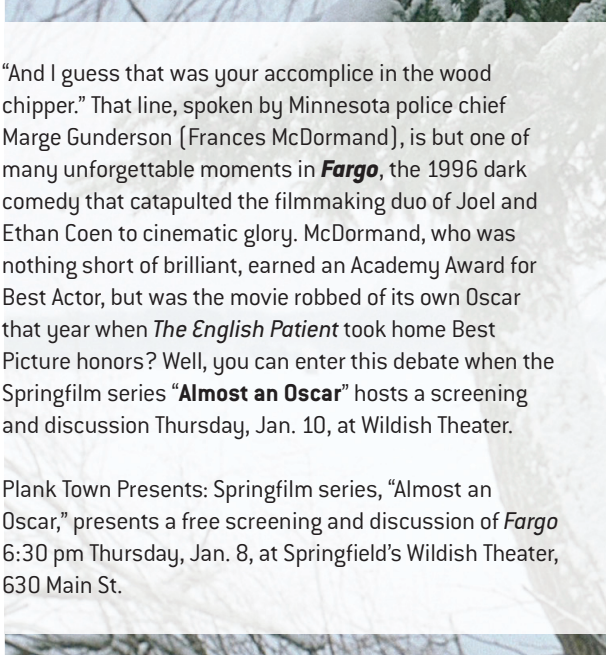 “And I guess that was your accomplice in the wood
chipper.” That line, spoken by Minnesota police chief
Marge Gunderson (Frances McDormand), is but one of
many unforgettable moments in Fargo, the 1996 dark
comedy that catapulted the filmmaking duo of Joel and
Ethan Coen to cinematic glory. McDormand, who was
nothing short of brilliant, earned an Academy Award for
Best Actor, but was the movie robbed of its own Oscar
that year when The English Patient took home Best
Picture honors? Well, you can enter this debate when the
Springfilm series “Almost an Oscar” hosts a screening
and discussion Thursday, Jan. 10, at Wildish Theater.

Plank Town Presents: Springfilm series, “Almost an
Oscar,” presents a free screening and discussion of Fargo
6:30 pm Thursday, Jan. 8, at Springfield’s Wildish Theater,
630 Main St.